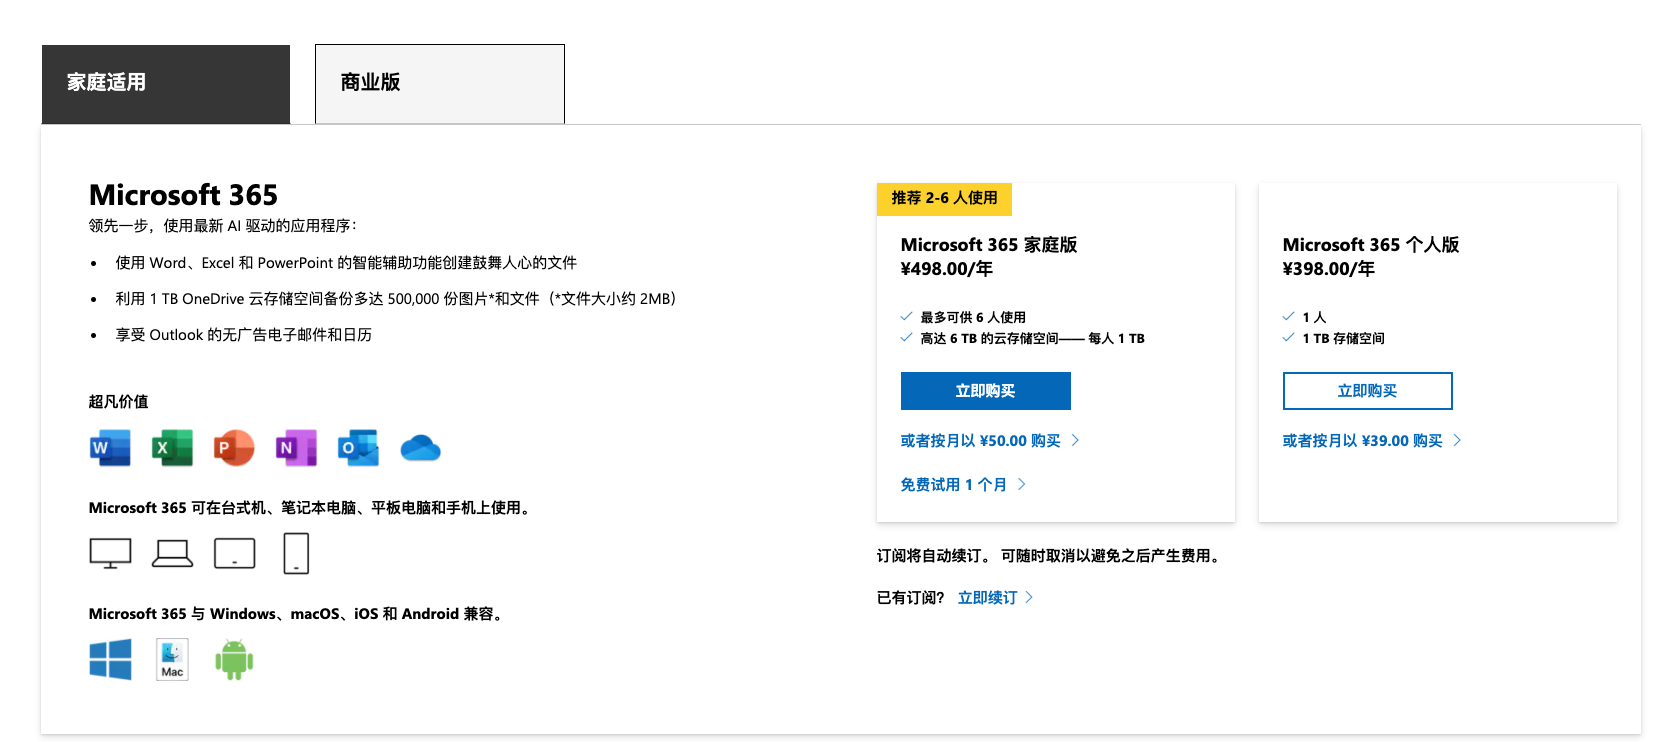 家庭适用
商业版
Microsoft 365
领先一步，使用最新 AI 驱动的应用程序：
• 使用 Word、Excel 和 PowerPoint 的智能辅助功能创建鼓舞人心的文件
• 利用 1 TB OneDrive 云存储空间备份多达 500,000 份图片*和文件（*文件大小约 2MB）
• 享受 Outlook 的无广告电子邮件和日历
超凡价值
W
X
P
N
O
Microsoft 365 可在台式机、笔记本电脑、平板电脑和手机上使用。
Microsoft 365 与 Windows、macOS、iOS 和 Android 兼容。
Mac
推荐 2-6 人使用
Microsoft 365 家庭版
¥498.00/年
最多可供 6 人使用
高达 6 TB 的云存储空间—— 每人 1 TB
立即购买
或者按月以 ¥50.00 购买
免费试用 1 个月
Microsoft 365 个人版
¥398.00/年
1 人
1 TB 存储空间
立即购买
或者按月以 ¥39.00 购买
订阅将自动续订。 可随时取消以避免之后产生费用。
已有订阅? 立即续订